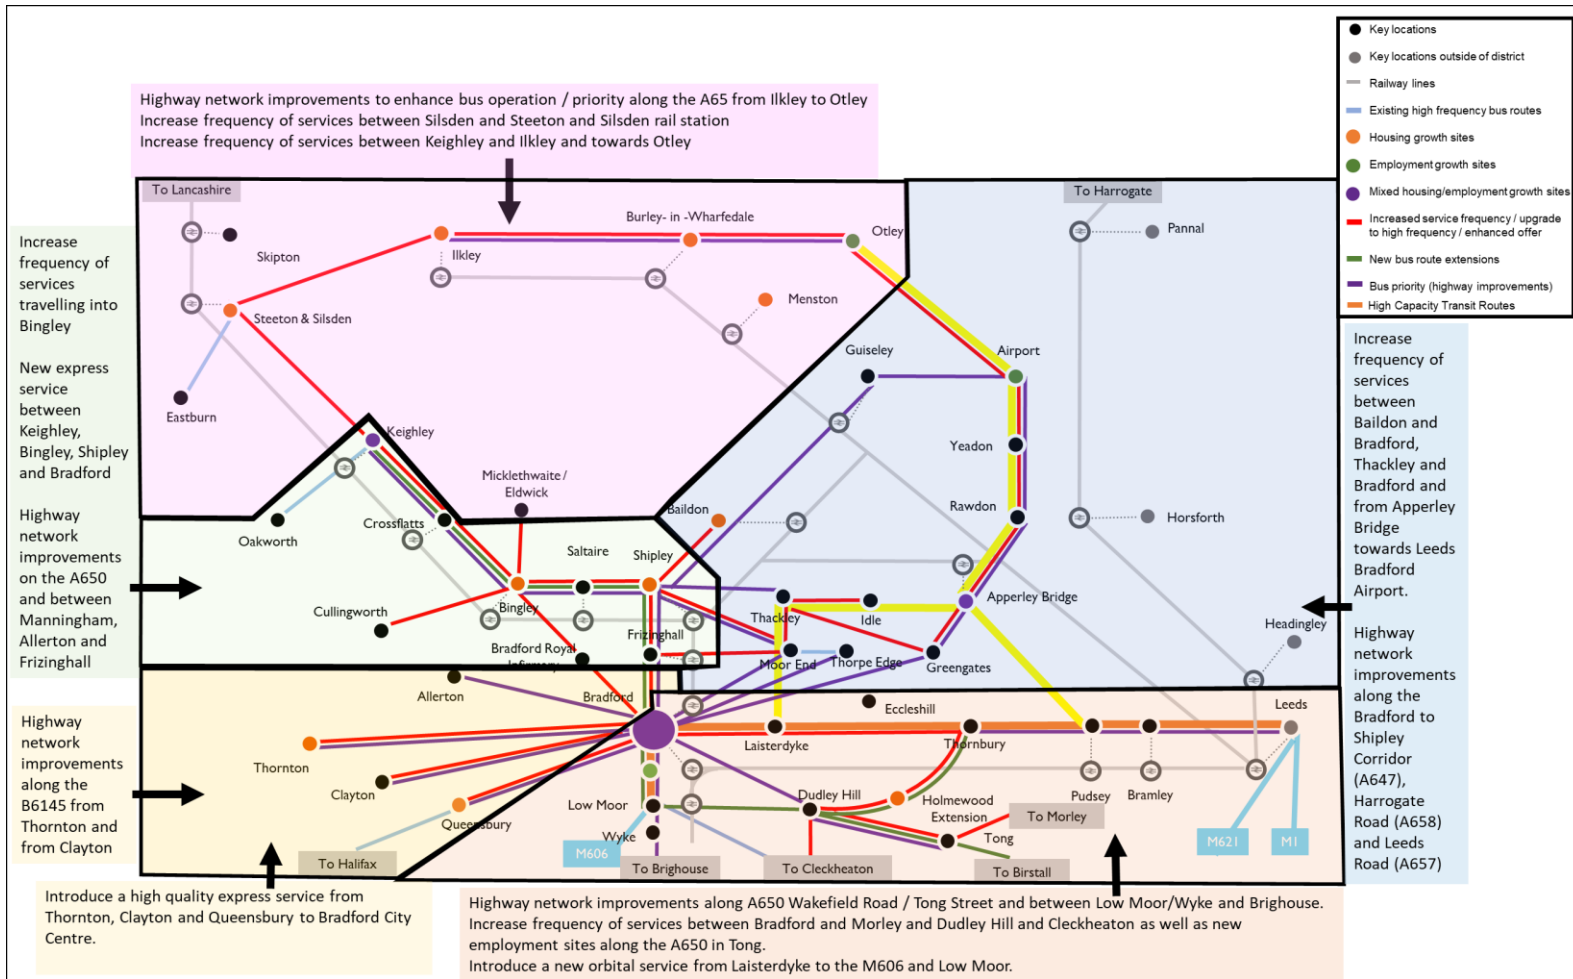 Key locations
Key locations outside of district
Railway lines
Existing high frequency bus routes
Housing growth sites
Employment growth sites
Mixed housing/employment growth sites
Increased service frequency / upgrade
to high frequency / enhanced offer
New bus route extensions
Bus priority (highway improvements)
High Capacity Transit Routes
Highway network improvements to enhance bus operation / priority along the A65 from Ilkley to Otley
Increase frequency of services between Silsden and Steeton and Silsden rail station
Increase frequency of services between Keighley and Ilkley and towards Otley
To Lancashire
To Harrogate
Burley- in -Wharfedale
Otley
Pannal
Skipton
Ilkley
Menston
Steeton & Silsden
Guiseley
Airport
Eastburn
Keighley
Yeadon
Micklethwaite /
Eldwick
Baildon
Rawdon
Horsforth
Oakworth
Crossflatts
Saltaire
Shipley
Cullingworth
Bingley
Frizinghall
Thackley
Idle
Apperley Bridge
Headingley
Bradford Royal
Infirmary
Moor End
Thorpe Edge
Greengates
Allerton
Bradford
Eccleshill
Leeds
Laisterdyke
Thornbury
Thornton
Clayton
Queensbury
Low Moor
Wyke
Dudley Hill
Holmewood
Extension
Pudsey
Bramley
Tong
To Morley
M606
M621
M1
To Halifax
To Brighouse
To Cleckheaton
To Birstall
Increase
frequency of
services
travelling into
Bingley
New express
service
between
Keighley,
Bingley, Shipley
and Bradford
Highway
network
improvements
on the A650
and between
Manningham,
Allerton and
Frizinghall
Highway
network
improvements
along the
B6145 from
Thornton and
from Clayton
Increase
frequency of
services
between
Baildon and
Bradford,
Thackley and
Bradford and
from Apperley
Bridge
towards Leeds
Bradford
Airport.
Highway
network
improvements
along the
Bradford to
Shipley
Corridor
(A647),
Harrogate
Road (A658)
and Leeds
Road (A657)
Introduce a high quality express service from
Thornton, Clayton and Queensbury to Bradford City
Centre.
Highway network improvements along A650 Wakefield Road / Tong Street and between Low Moor/Wyke and Brighouse.
Increase frequency of services between Bradford and Morley and Dudley Hill and Cleckheaton as well as new
employment sites along the A650 in Tong.
Introduce a new orbital service from Laisterdyke to the M606 and Low Moor.